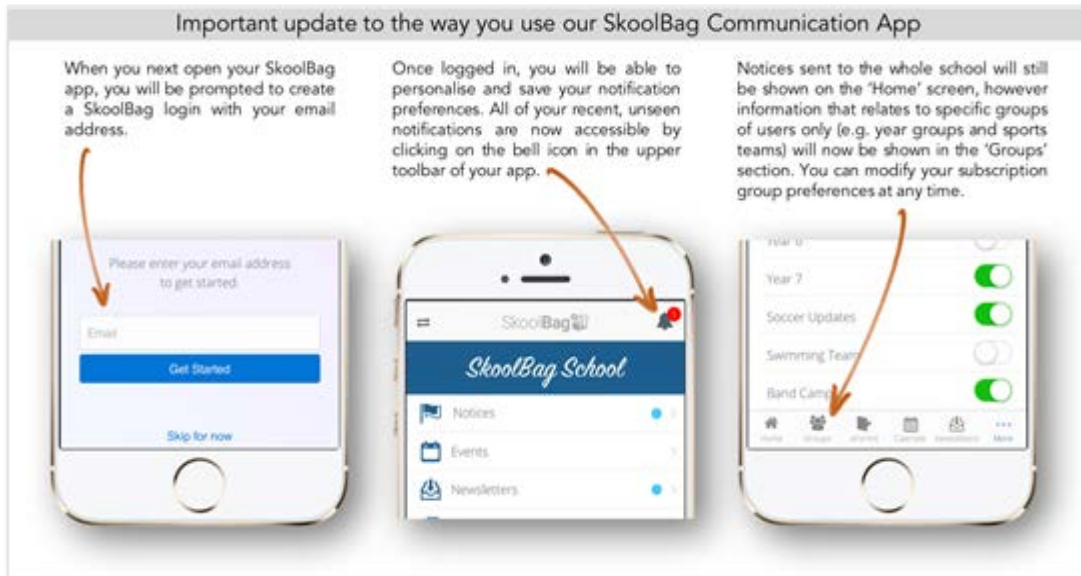 Important update to the way you use our SkoolBag Communication App
When you next open your SkoolBag
app, you will be prompted to create
a SkoolBag login with your email
address.
Once logged in, you will be able to
personalise and save your notification
preferences. All of your recent, unseen
notifications are now accessible by
clicking on the bell icon in the upper
toolbar of your app.
Notices sent to the whole school will still
be shown on the 'Home' screen, however
information that relates to specific groups
of users only (e.g. year groups and sports
teams) will now be shown in the 'Groups'
section. You can modify your subscription
group preferences at any time.
Please enter your email address
to get started.
Email
Get Started
Skip for now
SkoolBag
SkoolBag School
Notices
Events
Newsletters
Year 6
Year 7
Soccer Updates
Swimming Team
Band Camp
Home Groups eForms Calendar Newsletters More